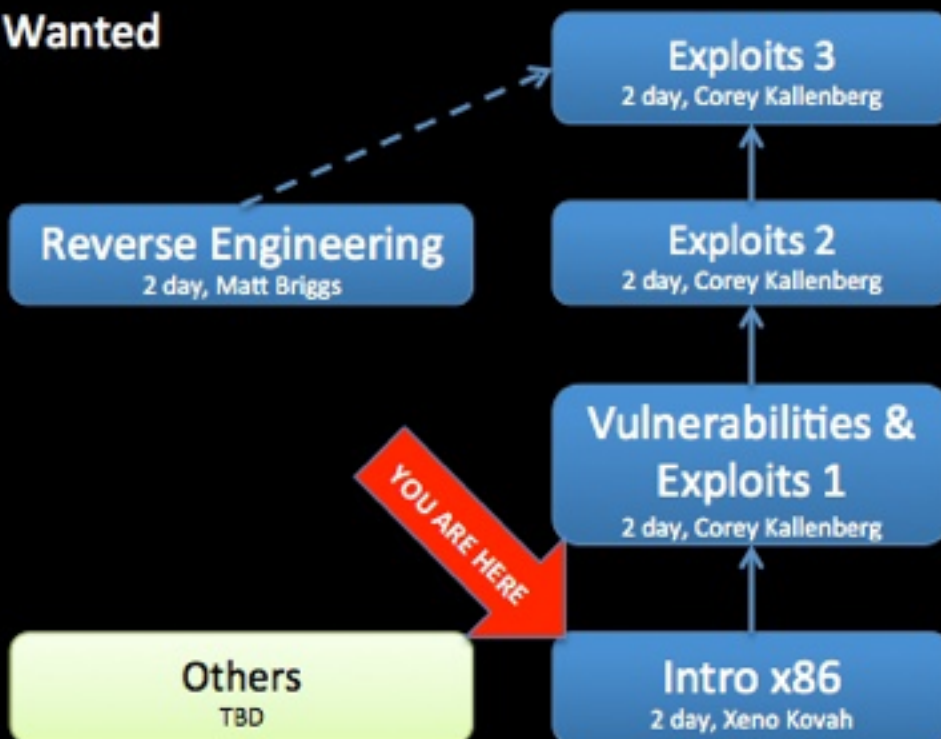 Wanted
Exploits 3
2 day, Corey Kallenberg
Reverse Engineering
2 day, Matt Briggs
Exploits 2
2 day, Corey Kallenberg
Vulnerabilities &
Exploits 1
2 day, Corey Kallenberg
YOU ARE HERE
Others
TBD
Intro x86
2 day, Xeno Kovah